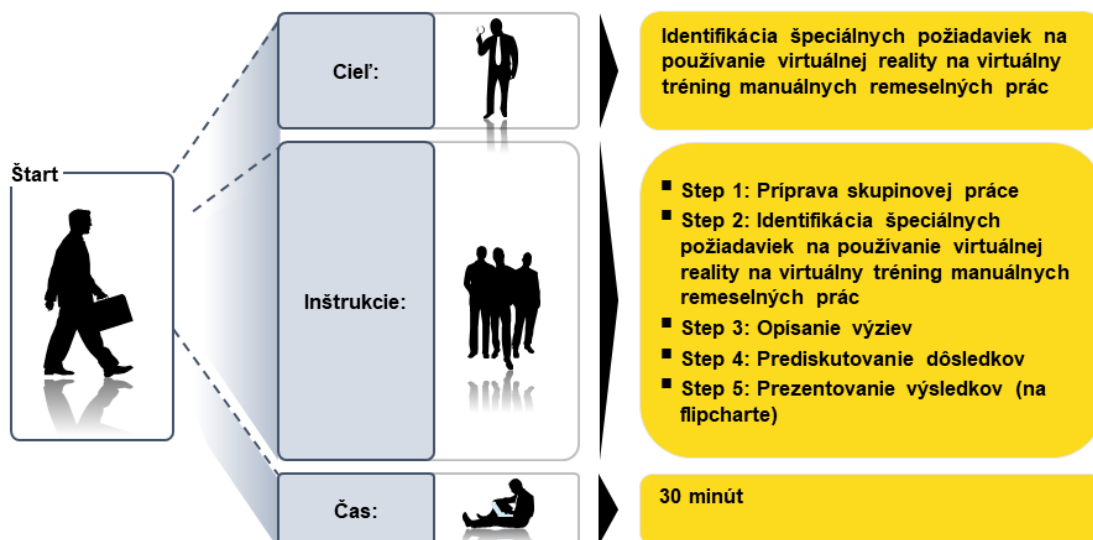 Štart
Cieľ:
Identifikácia špeciálnych požiadaviek na
používanie virtuálnej reality na virtuálny
tréning manuálnych remeselných prác
Inštrukcie:
▪ Step 1: Príprava skupinovej práce
▪ Step 2: Identifikácia špeciálnych
požiadaviek na používanie virtuálnej
reality na virtuálny tréning manuálnych
remeselných prác
▪ Step 3: Opísanie výziev
▪ Step 4: Prediskutovanie dôsledkov
▪ Step 5: Prezentovanie výsledkov (na
flipcharte)
Čas:
30 minút